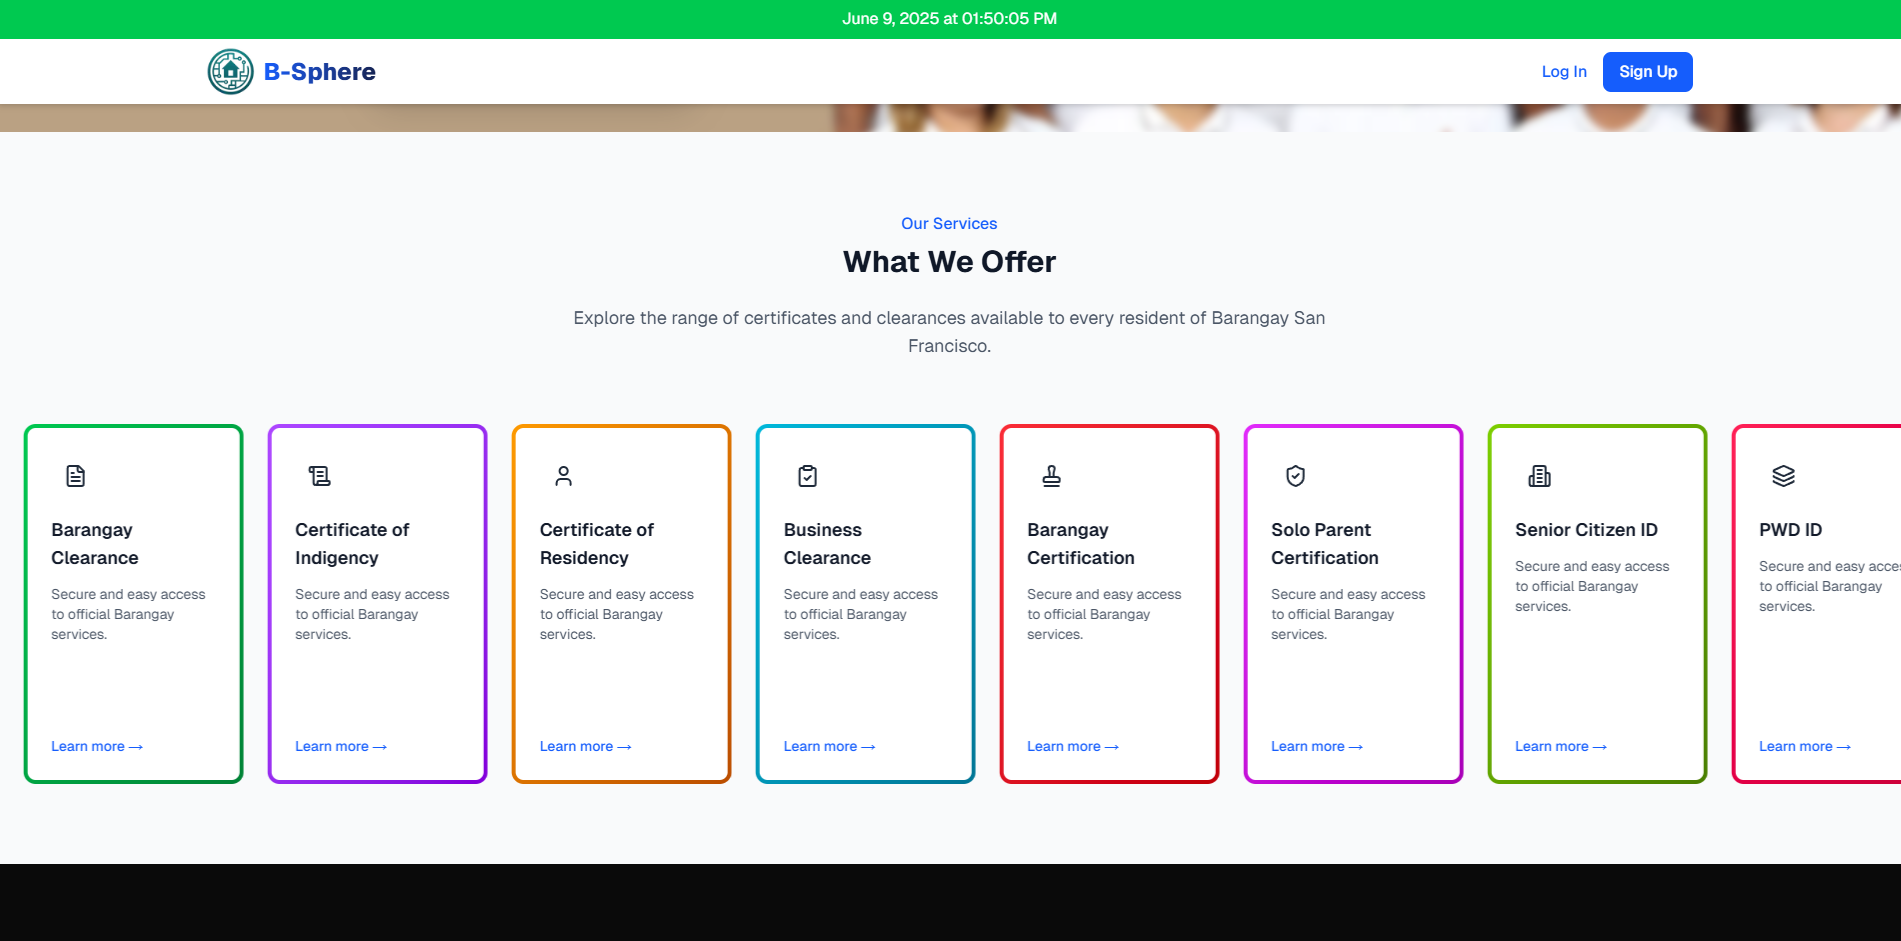 June 9, 2025 at 01:50:05 PM
B-Sphere
Log In
Sign Up
Our Services
What We Offer
Explore the range of certificates and clearances available to every resident of Barangay San
Francisco.
Barangay
Clearance
Secure and easy access
to official Barangay
services.
Learn more →
Certificate of
Indigency
Secure and easy access
to official Barangay
services.
Learn more →
Certificate of
Residency
Secure and easy access
to official Barangay
services.
Learn more →
Business
Clearance
Secure and easy access
to official Barangay
services.
Learn more →
Barangay
Certification
Secure and easy access
to official Barangay
services.
Learn more →
Solo Parent
Certification
Secure and easy access
to official Barangay
services.
Learn more →
Senior Citizen ID
Secure and easy access
to official Barangay
services.
Learn more →
PWD ID
Secure and easy
to official Barangay
services.
Learn more →